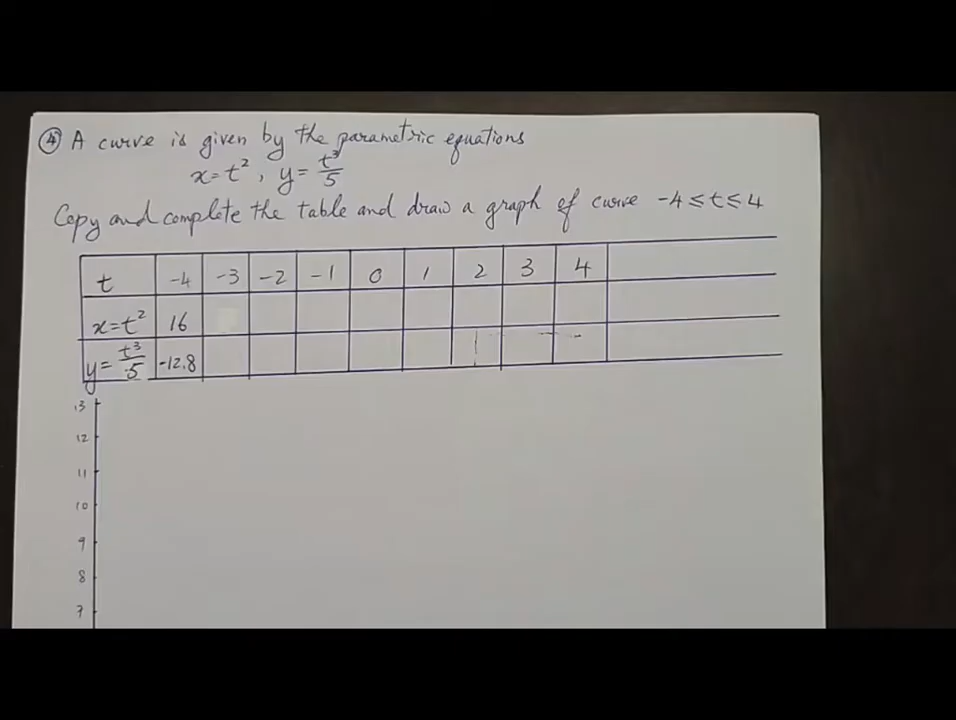 ④ A curve is given by the parametric equations
x=t², y=t³/5
Copy and complete the table and draw a graph of curve -4≤t≤4
t -4 -3 -2 -1 0 1 2 3 4
x=t² 16
y=t³/5 -12.8
13
12
11
10
9
8
7